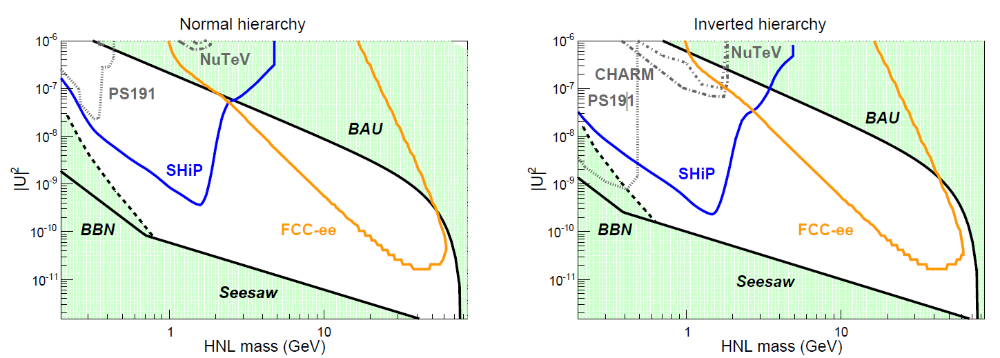 Normal hierarchy
|U|²
10⁻⁶
10⁻⁷
10⁻⁸
10⁻⁹
10⁻¹⁰
10⁻¹¹
NuTeV
PS191
BAU
SHiP
FCC-ee
BBN
Seesaw
1
10
HNL mass (GeV)
Inverted hierarchy
|U|²
10⁻⁶
10⁻⁷
10⁻⁸
10⁻⁹
10⁻¹⁰
10⁻¹¹
NuTeV
CHARM
PS191
BAU
SHiP
FCC-ee
BBN
Seesaw
1
10
HNL mass (GeV)